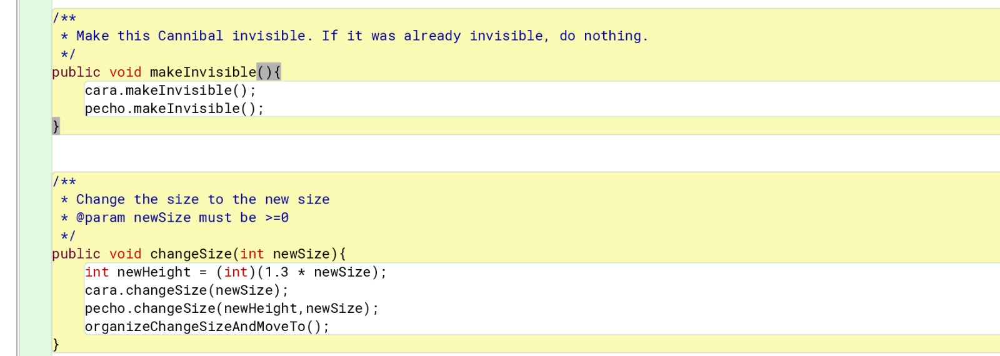 /**
 * Make this Cannibal invisible. If it was already invisible, do nothing.
 */
public void makeInvisible(){
    cara.makeInvisible();
    pecho.makeInvisible();
}
/**
 * Change the size to the new size
 * @param newSize must be >=0
 */
public void changeSize(int newSize){
    int newHeight = (int)(1.3 * newSize);
    cara.changeSize(newSize);
    pecho.changeSize(newHeight,newSize);
    organizeChangeSizeAndMoveTo();
}